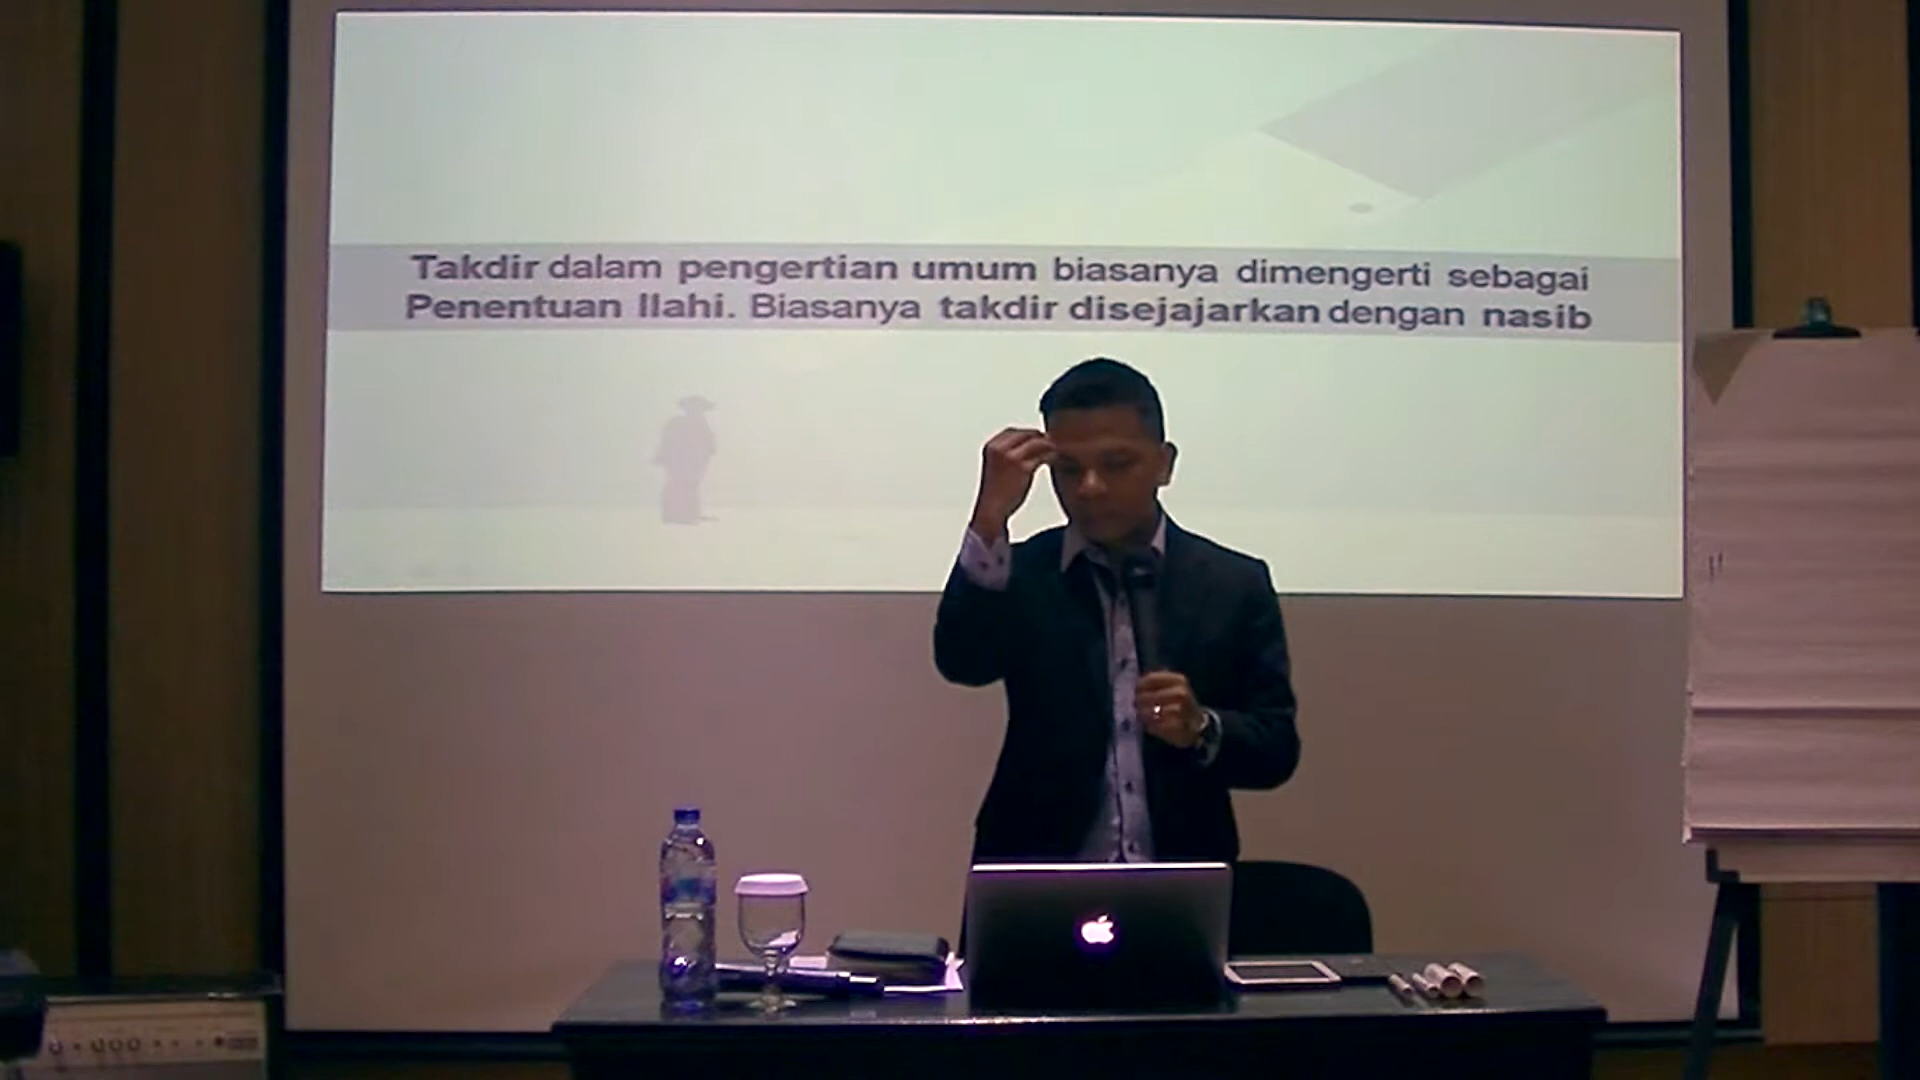 Takdir dalam pengertian umum biasanya dimengerti sebagai
Penentuan Ilahi. Biasanya takdir disejajarkan dengan nasib